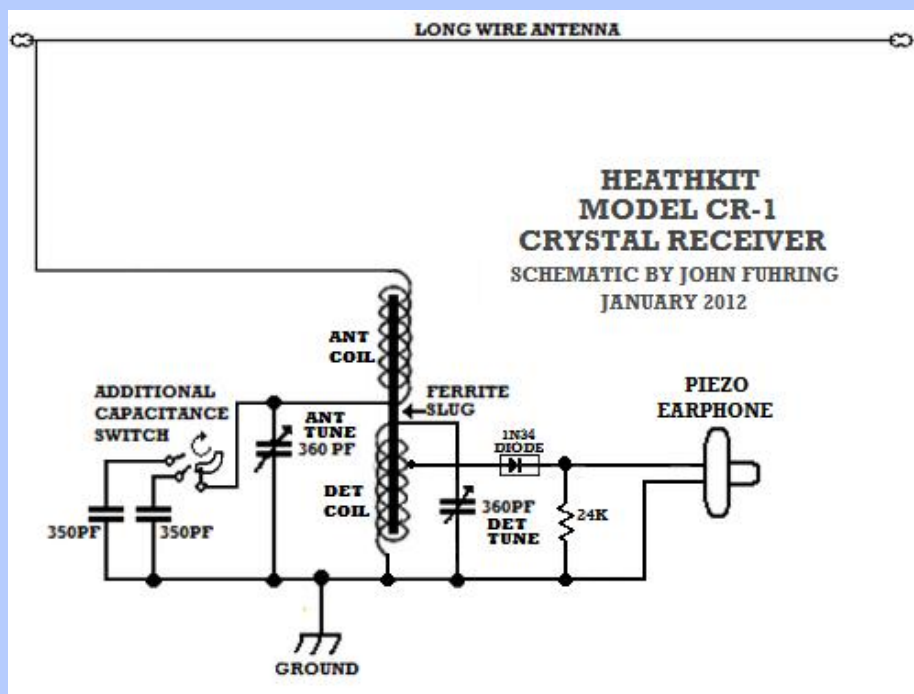 LONG WIRE ANTENNA
HEATHKIT
MODEL CR-1
CRYSTAL RECEIVER
SCHEMATIC BY JOHN FUHRING
JANUARY 2012
ANT
COIL
ADDITIONAL
CAPACITANCE
SWITCH
ANT
TUNE
360 PF
FERRITE
SLUG
PIEZO
EARPHONE
1N34
DIODE
DET
COIL
350PF
350PF
360PF
DET
TUNE
24K
GROUND